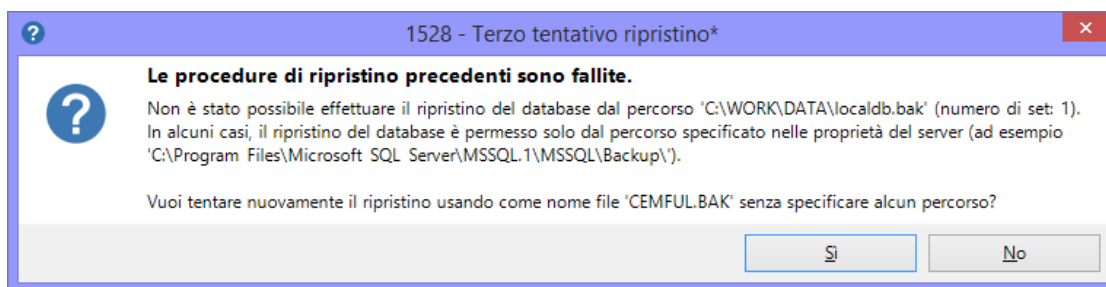 1528 - Terzo tentativo ripristino*
Le procedure di ripristino precedenti sono fallite.
Non è stato possibile effettuare il ripristino del database dal percorso 'C:\WORK\DATA\localdb.bak' (numero di set: 1).
In alcuni casi, il ripristino del database è permesso solo dal percorso specificato nelle proprietà del server (ad esempio
'C:\Program Files\Microsoft SQL Server\MSSQL.1\MSSQL\Backup\').
Vuoi tentare nuovamente il ripristino usando come nome file 'CEMFUL.BAK' senza specificare alcun percorso?
Sì
No